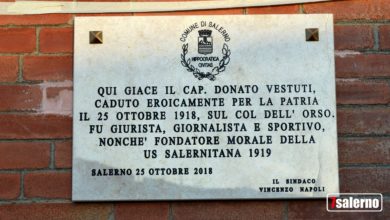 COMUNE DI SALERNO
HIPPOCRATICA
CIVITAS
QUI GIACE IL CAP. DONATO VESTUTI,
CADUTO EROICAMENTE PER LA PATRIA
IL 25 OTTOBRE 1918, SUL COL DELL' ORSO.
FU GIURISTA, GIORNALISTA E SPORTIVO,
NONCHE' FONDATORE MORALE DELLA
US SALERNITANA 1919
SALERNO 25 OTTOBRE 2018
IL SINDACO
VINCENZO NAPOLI
salerno